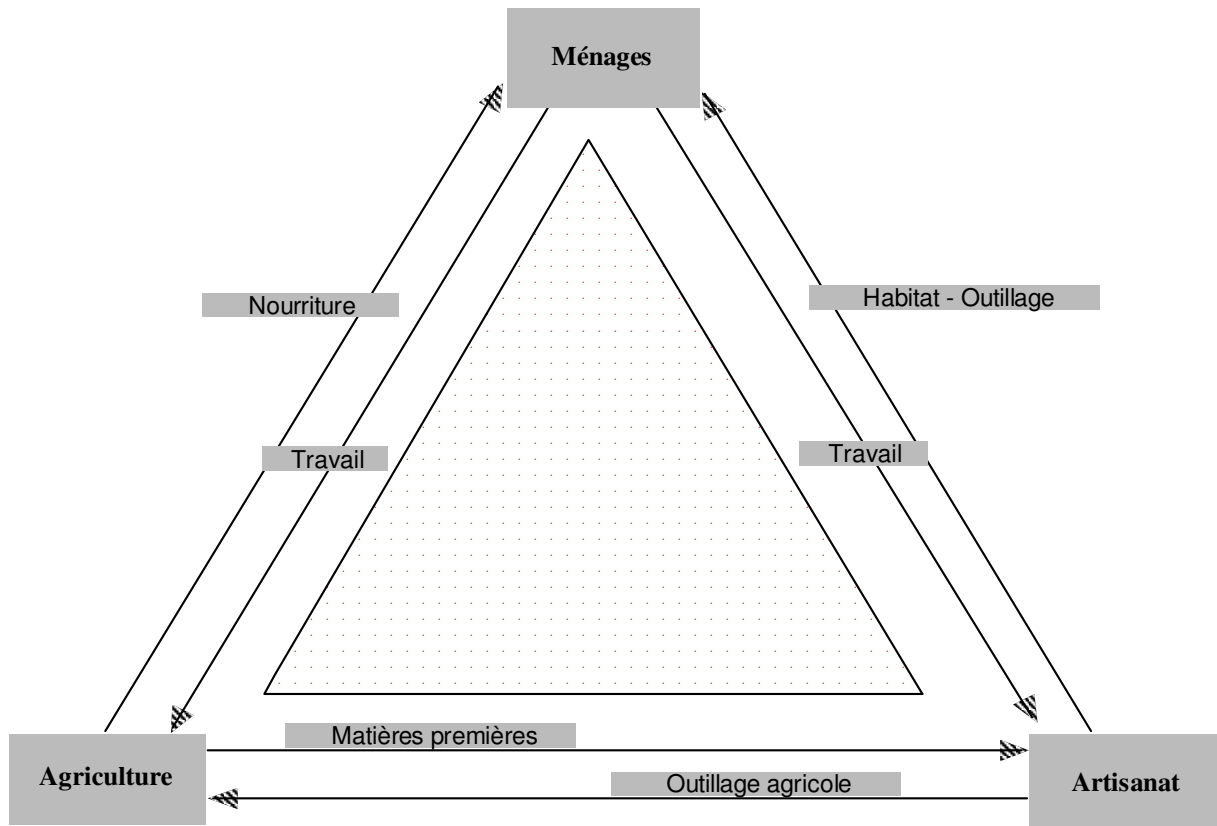 Ménages
Nourriture
Habitat - Outillage
Travail
Travail
Matières premières
Agriculture
Outillage agricole
Artisanat